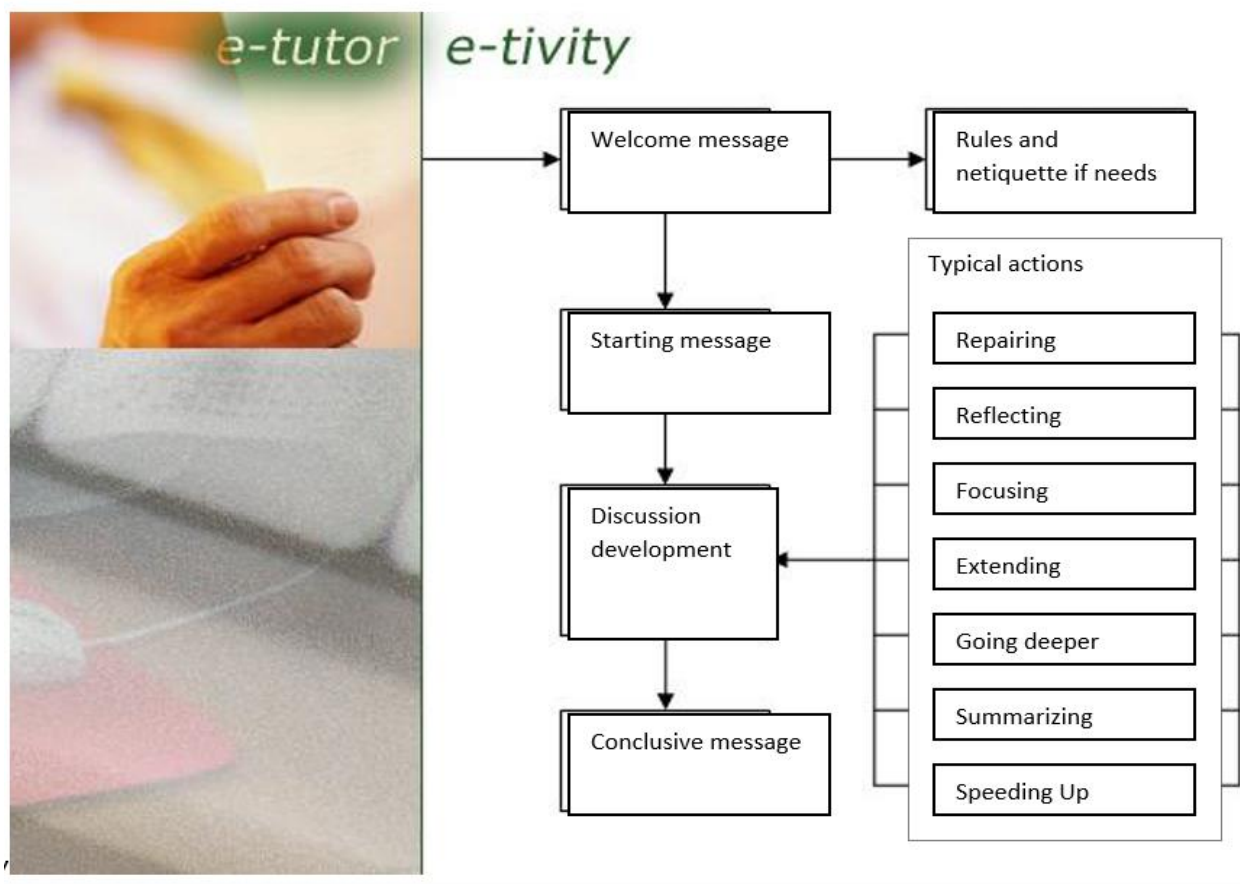 e-tutor
e-tivity
Welcome message
Rules and
netiquette if needs
Typical actions
Starting message
Repairing
Reflecting
Focusing
Discussion
development
Extending
Going deeper
Summarizing
Conclusive message
Speeding Up